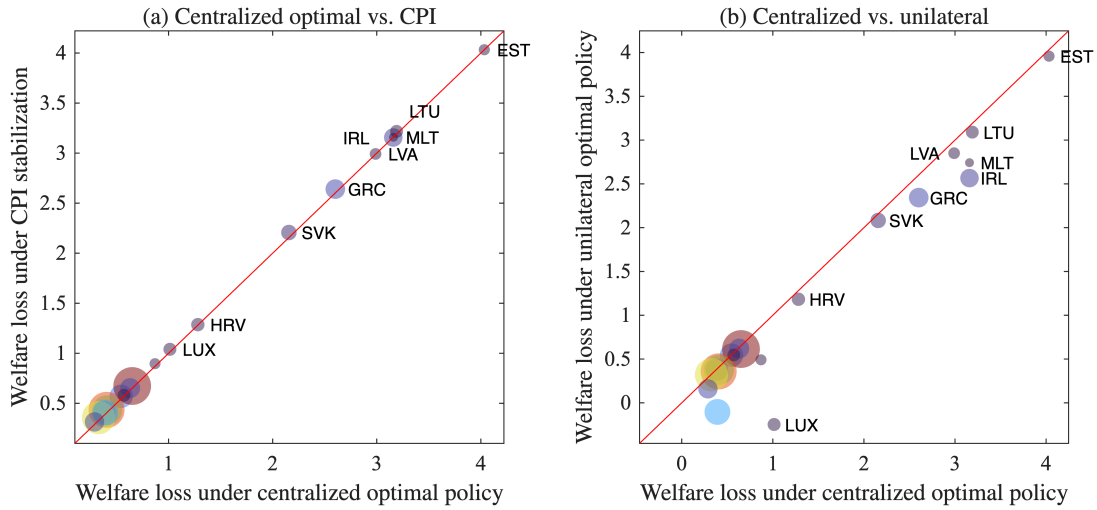 (a) Centralized optimal vs. CPI
Welfare loss under CPI stabilization
4
3.5
3
2.5
2
1.5
1
0.5
EST
LTU
IRL
MLT
LVA
GRC
SVK
HRV
LUX
1
2
3
4
Welfare loss under centralized optimal policy
(b) Centralized vs. unilateral
Welfare loss under unilateral optimal policy
4
3.5
3
2.5
2
1.5
1
0.5
0
EST
LTU
LVA
MLT
IRL
GRC
SVK
HRV
LUX
0
1
2
3
4
Welfare loss under centralized optimal policy